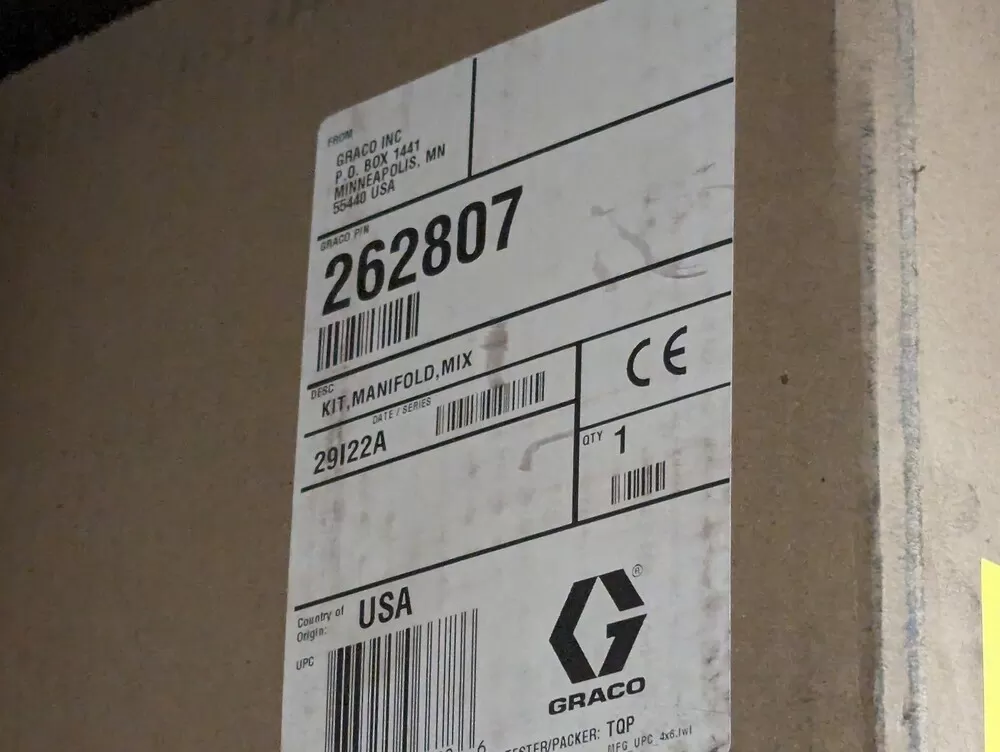 FROM
GRACO INC
P.O. BOX 1441
MINNEAPOLIS, MN
55440 USA
GRACO P/N
262807
DESC
KIT,MANIFOLD,MIX
DATE / SERIES
29I22A
CE
QTY 1
Country of
Origin:
USA
UPC
®
GRACO
6
TESTER/PACKER: TQP
MFG_UPC_4x6.lwl